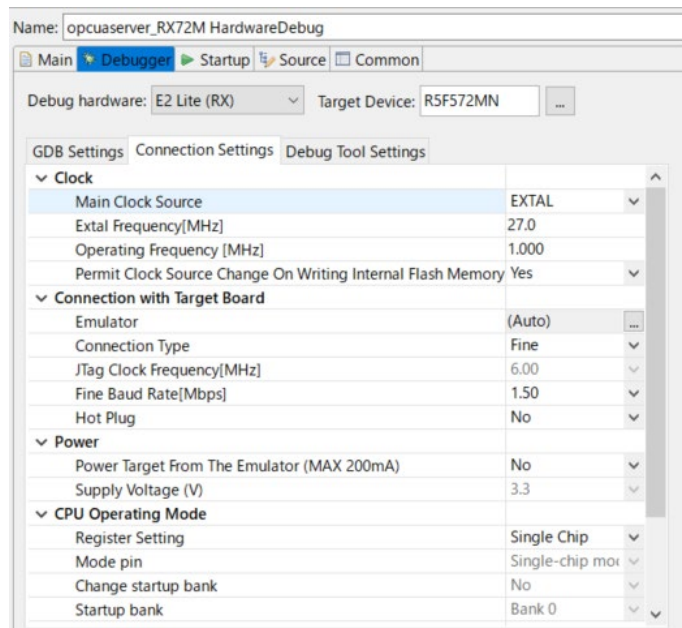 Name: opcuaserver_RX72M HardwareDebug
Main Debugger Startup Source Common
Debug hardware: E2 Lite (RX) Target Device: R5F572MN ...
GDB Settings Connection Settings Debug Tool Settings
Clock
Main Clock Source EXTAL
Extal Frequency[MHz] 27.0
Operating Frequency [MHz] 1.000
Permit Clock Source Change On Writing Internal Flash Memory Yes
Connection with Target Board
Emulator (Auto) ...
Connection Type Fine
JTag Clock Frequency[MHz] 6.00
Fine Baud Rate[Mbps] 1.50
Hot Plug No
Power
Power Target From The Emulator (MAX 200mA) No
Supply Voltage (V) 3.3
CPU Operating Mode
Register Setting Single Chip
Mode pin Single-chip mo
Change startup bank No
Startup bank Bank 0